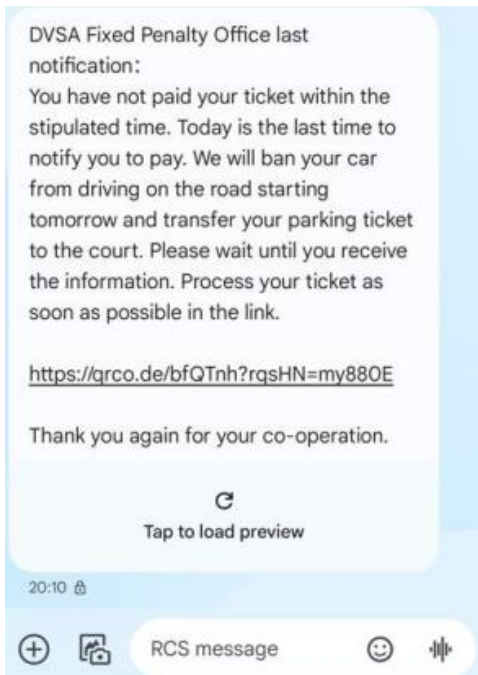 DVSA Fixed Penalty Office last
notification:
You have not paid your ticket within the
stipulated time. Today is the last time to
notify you to pay. We will ban your car
from driving on the road starting
tomorrow and transfer your parking ticket
to the court. Please wait until you receive
the information. Process your ticket as
soon as possible in the link.
https://qrco.de/bfQTnh?rqsHN=my88OE
Thank you again for your co-operation.
Tap to load preview
20:10
RCS message